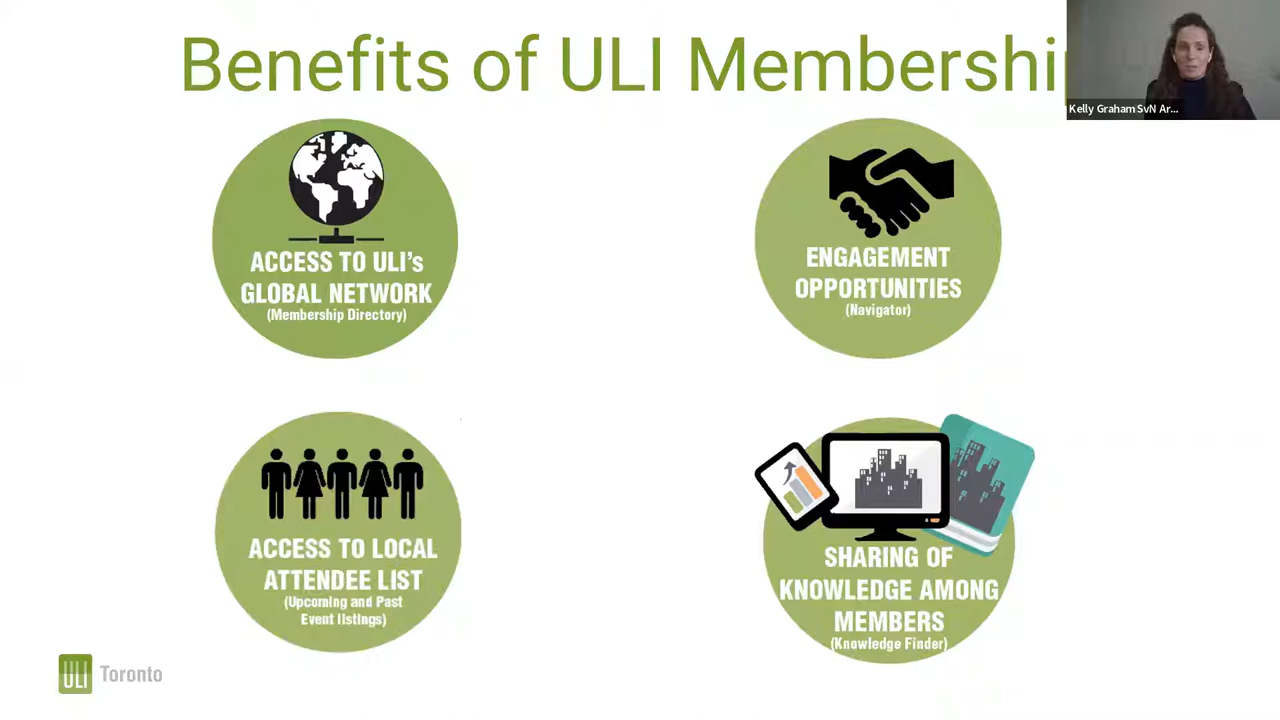 Benefits of ULI Membershi
Kelly Graham SvN Ar...
ACCESS TO ULI's
GLOBAL NETWORK
(Membership Directory)
ENGAGEMENT
OPPORTUNITIES
(Navigator)
ACCESS TO LOCAL
ATTENDEE LIST
(Upcoming and Past
Event listings)
SHARING OF
KNOWLEDGE AMONG
MEMBERS
(Knowledge Finder)
ULI Toronto